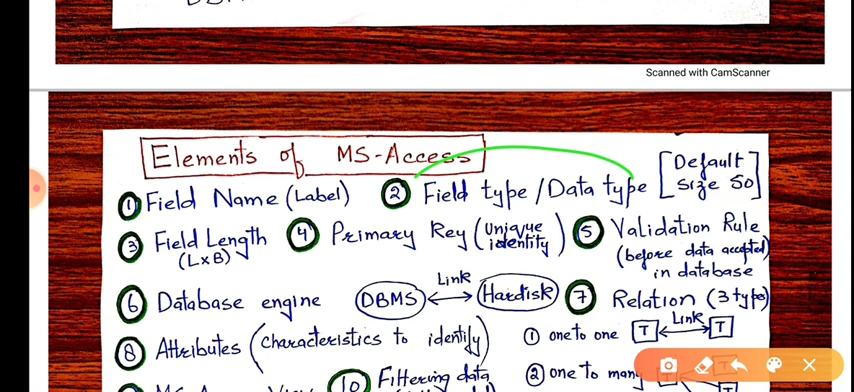 Scanned with CamScanner
Elements of MS-Access
① Field Name (Label) ② Field type/Data type [Default size 50]
③ Field Length (LxB) ④ Primary Key (Unique identity) ⑤ Validation Rule (before data accepted in database
⑥ Database engine DBMS Link Hardisk ⑦ Relation (3 type)
⑧ Attributes (Characteristics to identify) ① one to one T Link T
10 Filtering data ② one to many T